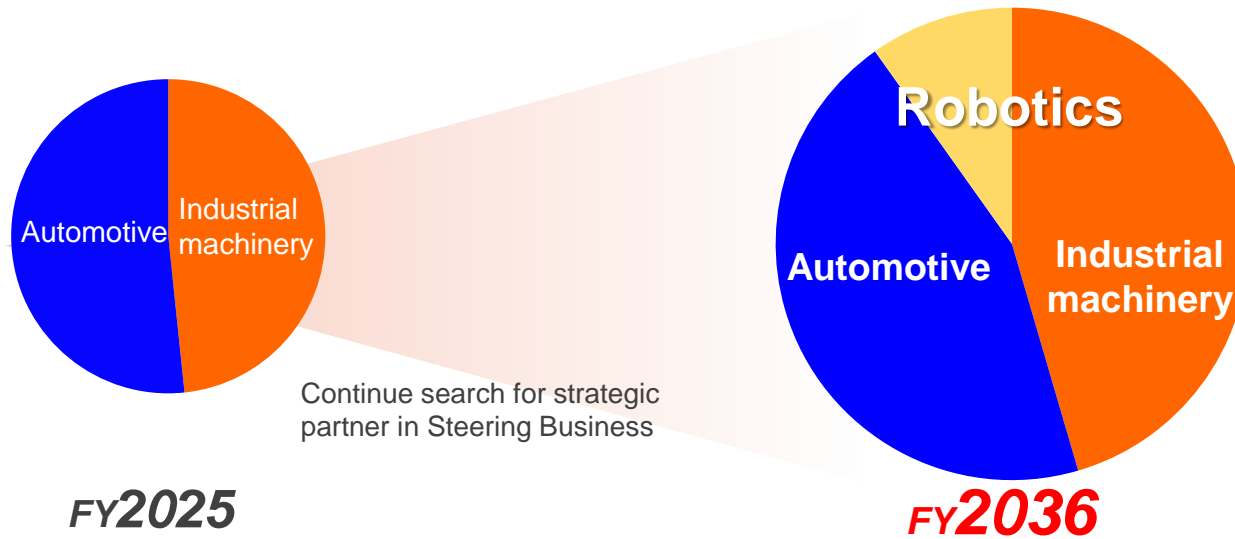 Automotive
Industrial
machinery
Continue search for strategic
partner in Steering Business
FY2025
Robotics
Automotive
Industrial
machinery
FY2036